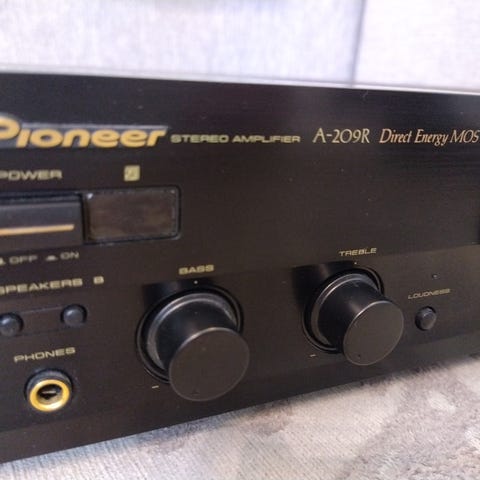 Pioneer STEREO AMPLIFIER A-209R Direct Energy MOS
POWER
OFF ON
BASS
TREBLE
SPEAKERS B
LOUDNESS
PHONES